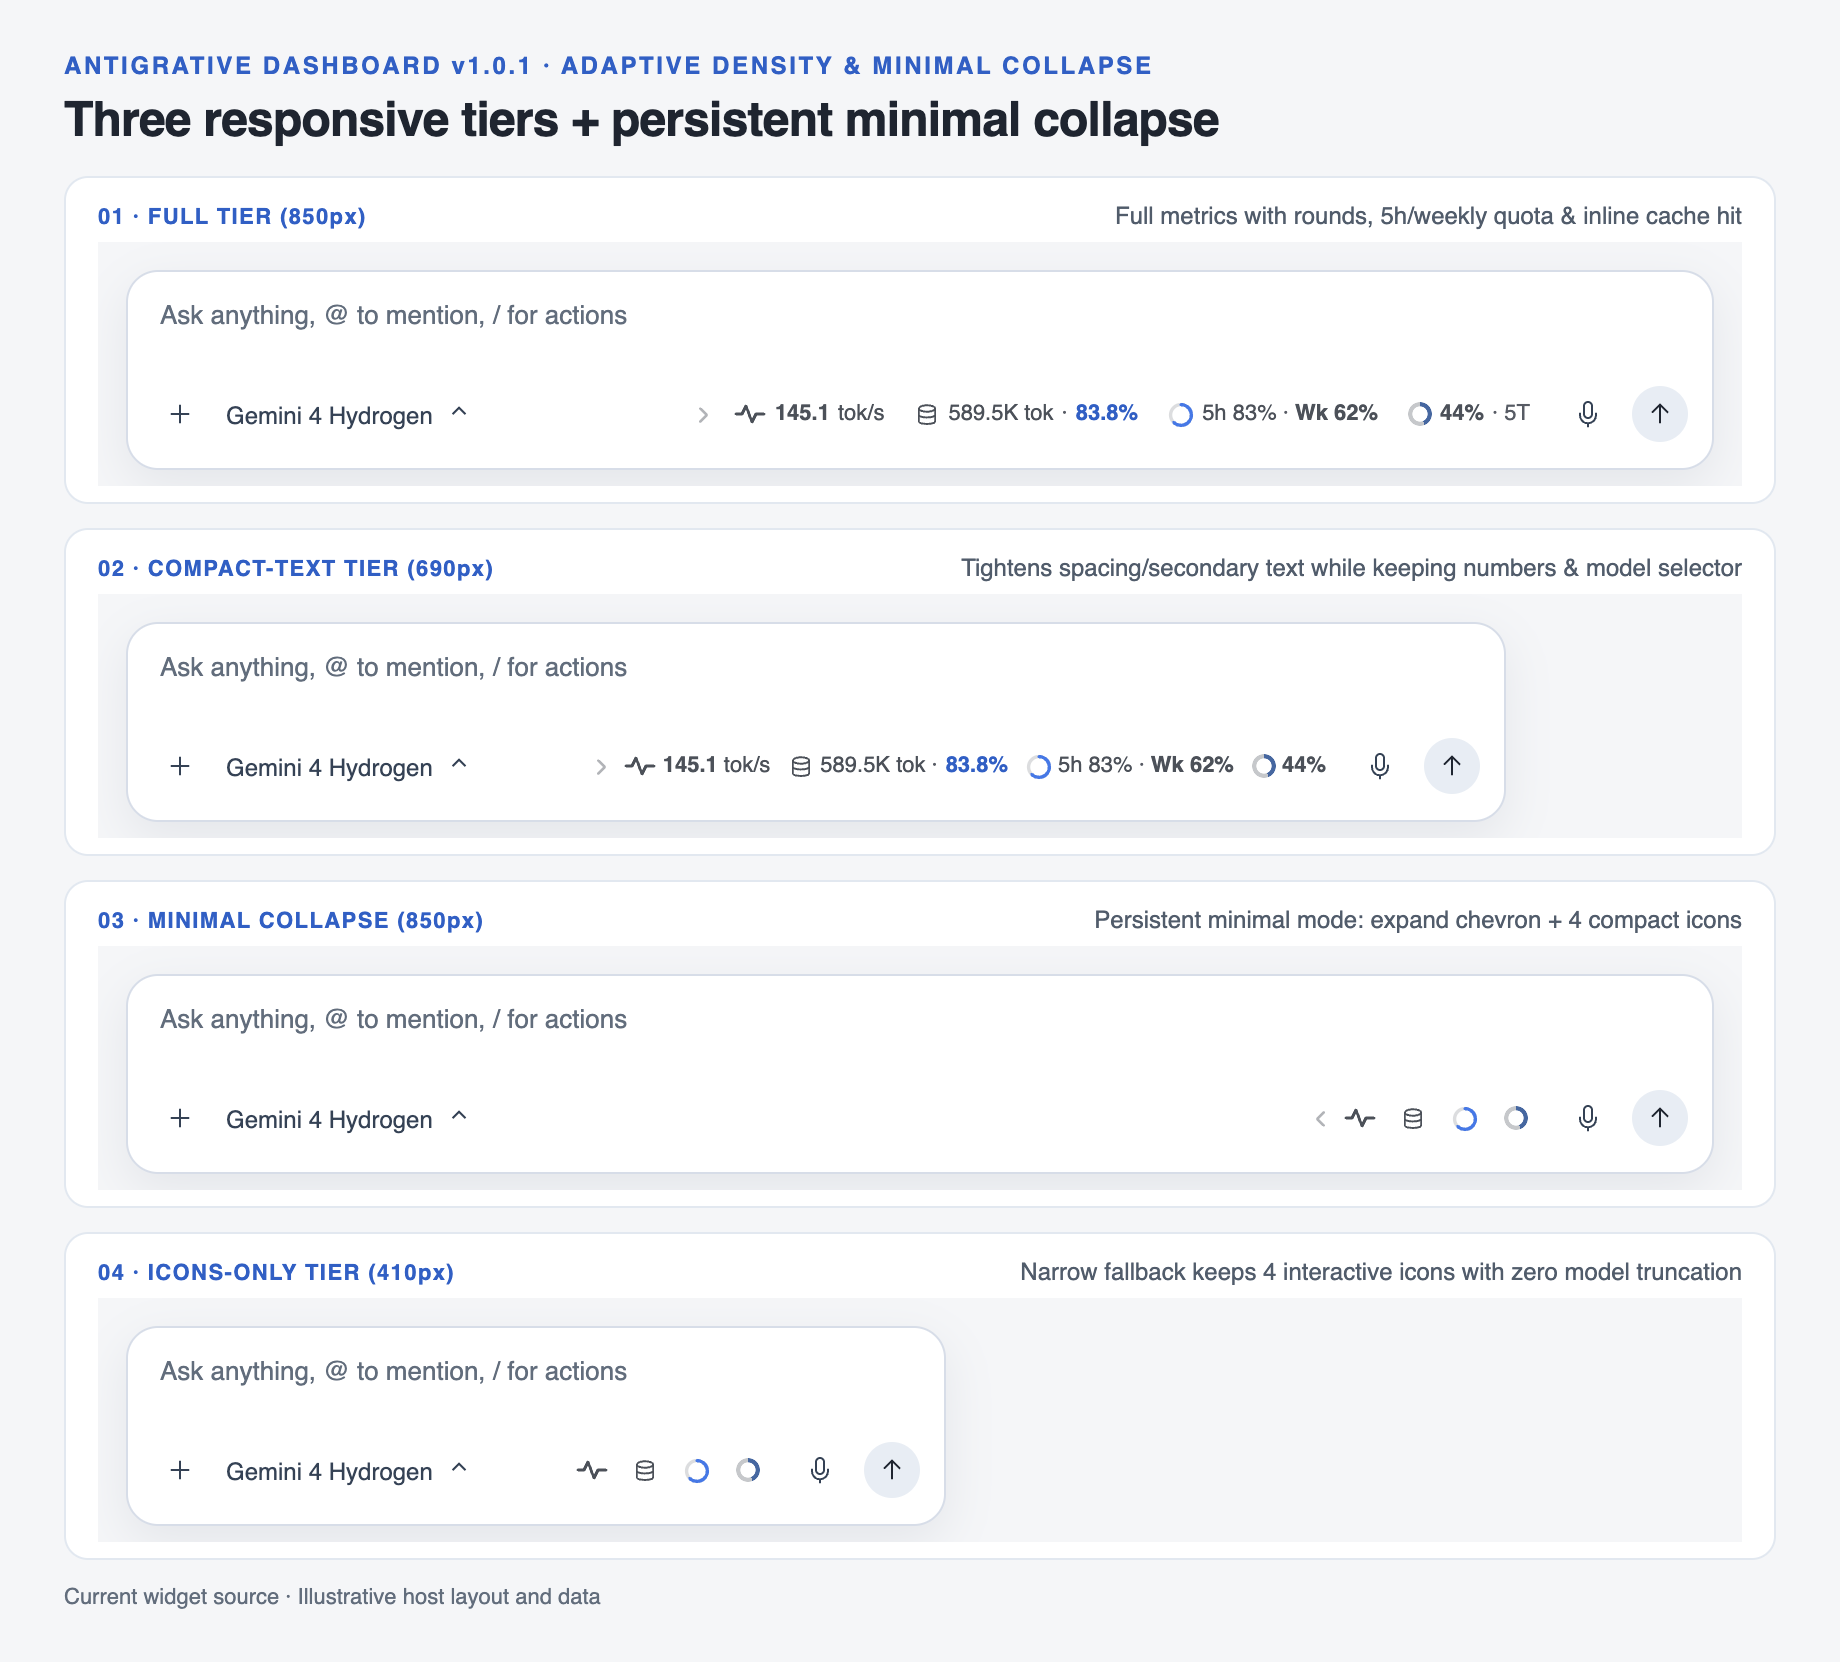 ANTIGRATIVE DASHBOARD v1.0.1 · ADAPTIVE DENSITY & MINIMAL COLLAPSE
Three responsive tiers + persistent minimal collapse
01 · FULL TIER (850px)
Full metrics with rounds, 5h/weekly quota & inline cache hit
Ask anything, @ to mention, / for actions
Gemini 4 Hydrogen
145.1 tok/s
589.5K tok · 83.8%
5h 83% · Wk 62%
44% · 5T
02 · COMPACT-TEXT TIER (690px)
Tightens spacing/secondary text while keeping numbers & model selector
Ask anything, @ to mention, / for actions
Gemini 4 Hydrogen
145.1 tok/s
589.5K tok · 83.8%
5h 83% · Wk 62%
44%
03 · MINIMAL COLLAPSE (850px)
Persistent minimal mode: expand chevron + 4 compact icons
Ask anything, @ to mention, / for actions
Gemini 4 Hydrogen
04 · ICONS-ONLY TIER (410px)
Narrow fallback keeps 4 interactive icons with zero model truncation
Ask anything, @ to mention, / for actions
Gemini 4 Hydrogen
Current widget source · Illustrative host layout and data